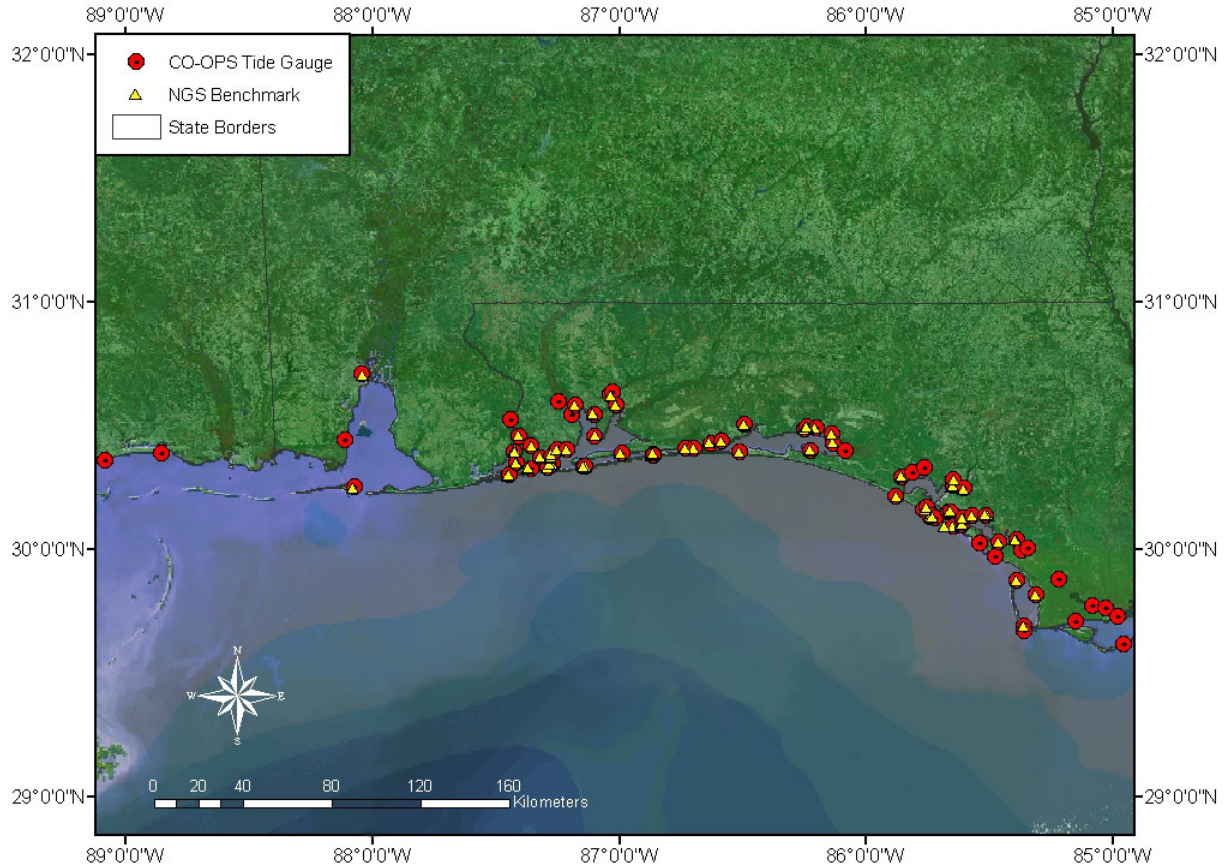 89°0'0"W 88°0'0"W 87°0'0"W 86°0'0"W 85°0'0"W
32°0'0"N 32°0'0"N
CO-OPS Tide Gauge
NGS Benchmark
State Borders
31°0'0"N 31°0'0"N
30°0'0"N 30°0'0"N
N
W E
S
0 20 40 80 120 160
Kilometers
29°0'0"N 29°0'0"N
89°0'0"W 88°0'0"W 87°0'0"W 86°0'0"W 85°0'0"W